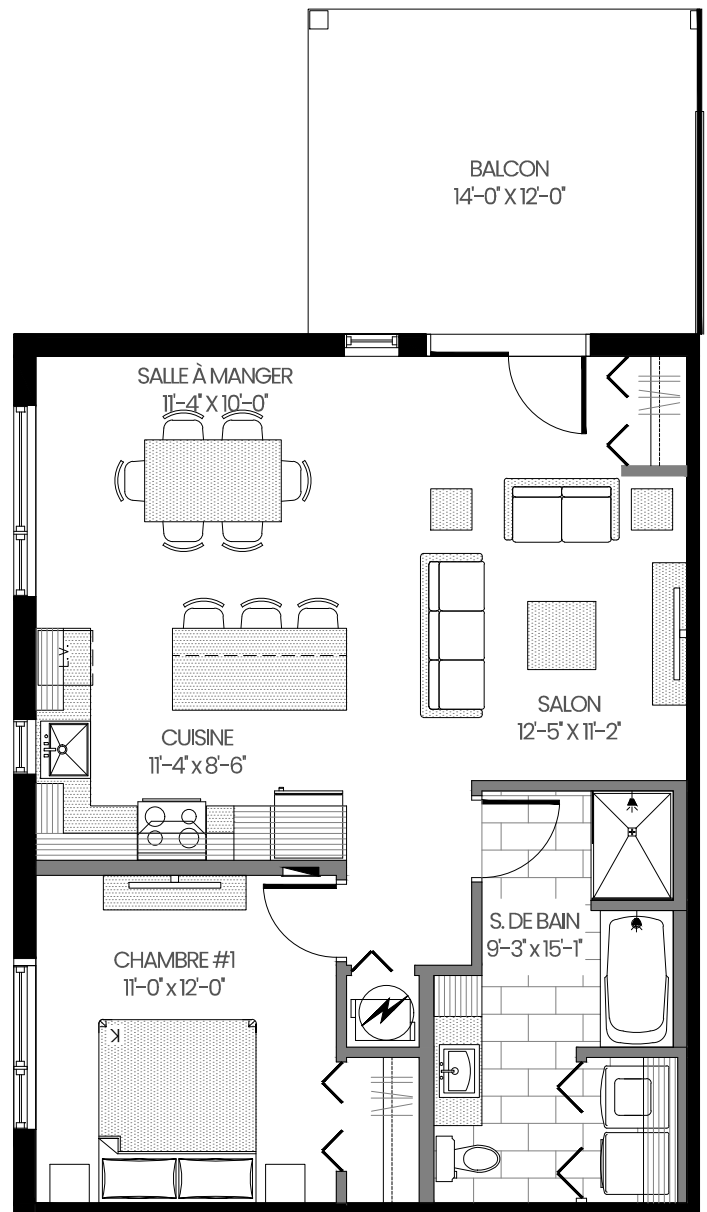 BALCON
14'-0" X 12'-0"
SALLE À MANGER
11'-4" X 10'-0"
L.V.
SALON
12'-5" X 11'-2"
CUISINE
11'-4" x 8'-6"
S. DE BAIN
9'-3" x 15'-1"
CHAMBRE #1
11'-0" x 12'-0"
K